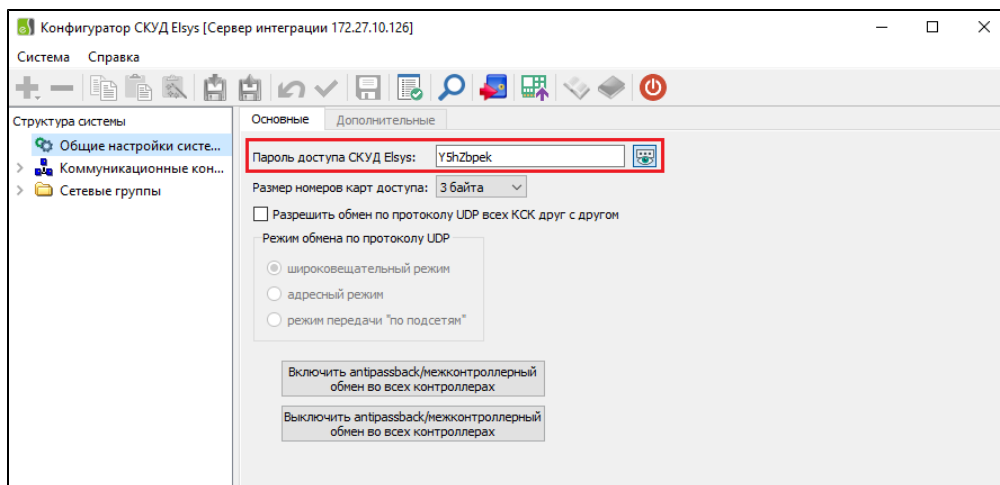 Конфигуратор СКУД Elsys [Сервер интеграции 172.27.10.126]
Система Справка
Структура системы
Общие настройки систе...
Коммуникационные кон...
Сетевые группы
Основные Дополнительные
Пароль доступа СКУД Elsys: Y5hZbpek
Размер номеров карт доступа: 3 байта
Разрешить обмен по протоколу UDP всех КСК друг с другом
Режим обмена по протоколу UDP
широковещательный режим
адресный режим
режим передачи "по подсетям"
Включить antipassback/межконтроллерный
обмен во всех контроллерах
Выключить antipassback/межконтроллерный
обмен во всех контроллерах